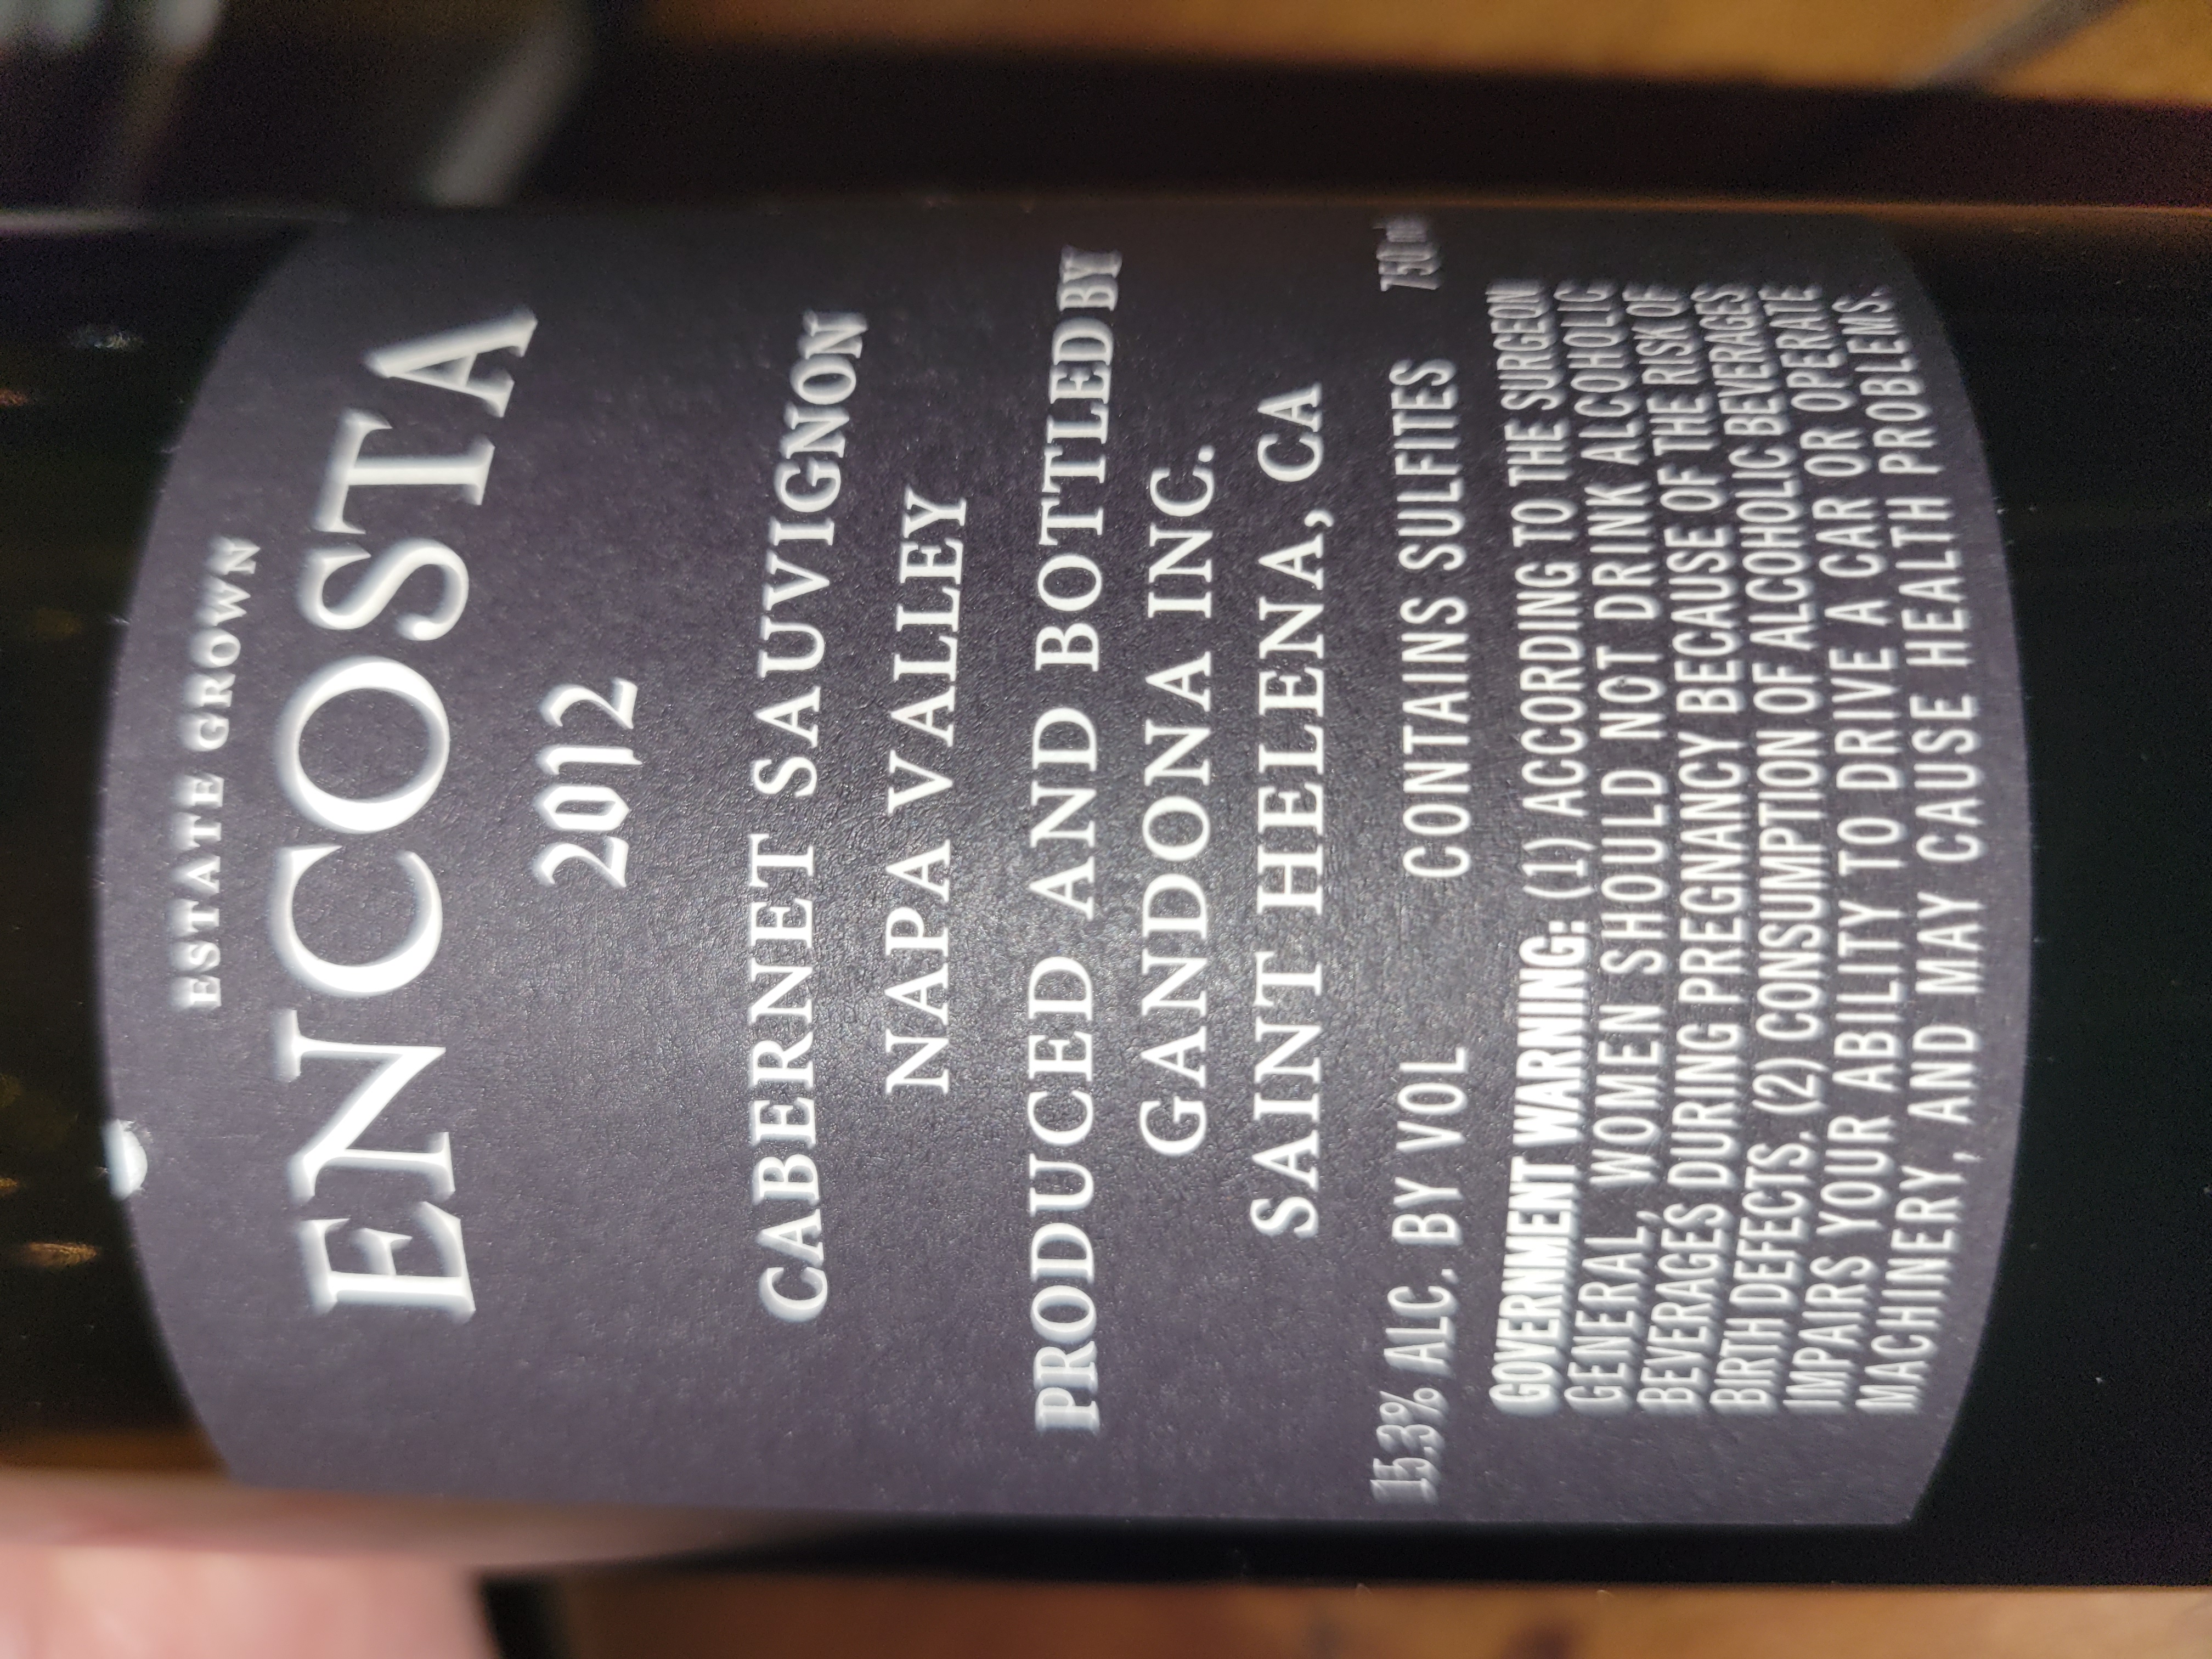 ESTATE GROWN
ENCOSTA
2012
CABERNET SAUVIGNON
NAPA VALLEY
PRODUCED AND BOTTLED BY
GANDONA INC.
SAINT HELENA, CA
15.3% ALC. BY VOL CONTAINS SULFITES 750ml
GOVERNMENT WARNING: (1) ACCORDING TO THE SURGEON
GENERAL, WOMEN SHOULD NOT DRINK ALCOHOLIC
BEVERAGES DURING PREGNANCY BECAUSE OF THE RISK OF
BIRTH DEFECTS. (2) CONSUMPTION OF ALCOHOLIC BEVERAGES
IMPAIRS YOUR ABILITY TO DRIVE A CAR OR OPERATE
MACHINERY, AND MAY CAUSE HEALTH PROBLEMS.